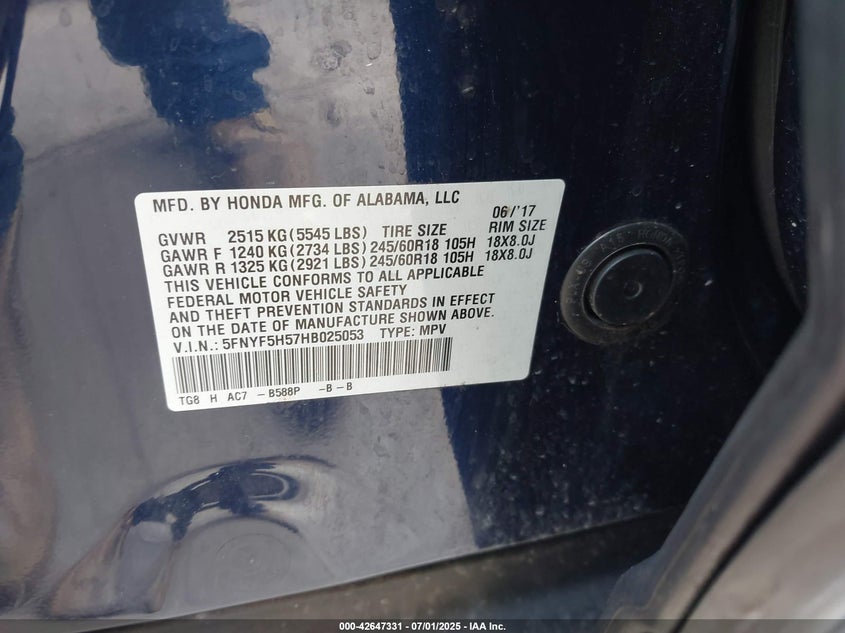 MFD. BY HONDA MFG. OF ALABAMA, LLC 06/'17
GVWR 2515 KG(5545 LBS) TIRE SIZE RIM SIZE
GAWR F 1240 KG(2734 LBS) 245/60R18 105H 18X8.0J
GAWR R 1325 KG(2921 LBS) 245/60R18 105H 18X8.0J
THIS VEHICLE CONFORMS TO ALL APPLICABLE
FEDERAL MOTOR VEHICLE SAFETY
AND THEFT PREVENTION STANDARDS IN EFFECT
ON THE DATE OF MANUFACTURE SHOWN ABOVE.
V.I.N.: 5FNYF5H57HB025053 TYPE: MPV
TG8 H AC7 -B588P -B-B
000-42647331 - 07/01/2025 - IAA Inc.